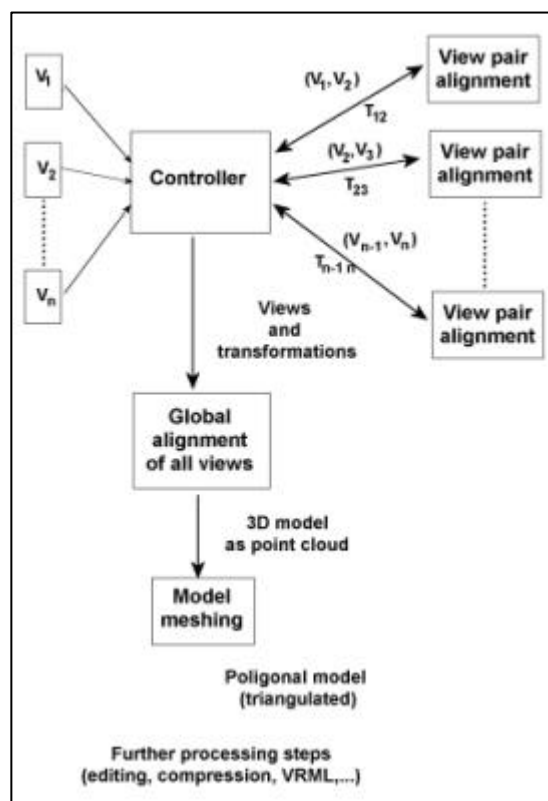 V1
V2
Vn
Controller
(V1, V2)
T12
(V2, V3)
T23
(Vn-1, Vn)
Tn-1 n
View pair
alignment
View pair
alignment
View pair
alignment
Views
and
transformations
Global
alignment
of all views
3D model
as point cloud
Model
meshing
Poligonal model
(triangulated)
Further processing steps
(editing, compression, VRML,...)